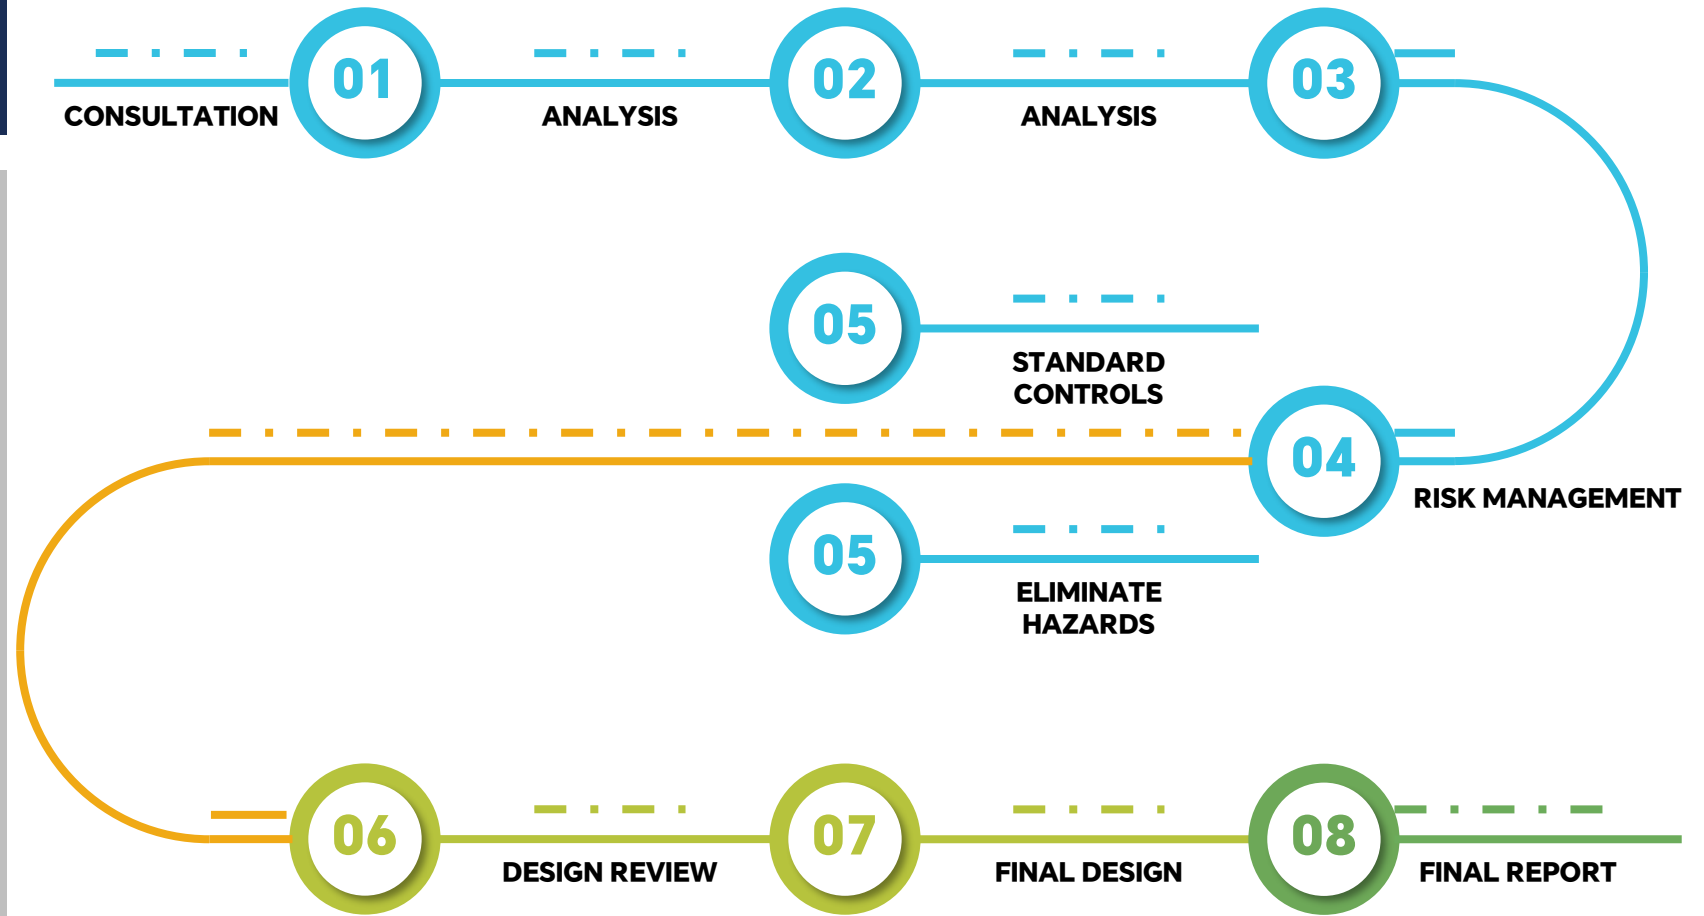 01
02
03
CONSULTATION
ANALYSIS
ANALYSIS
05
STANDARD
CONTROLS
04
RISK MANAGEMENT
05
ELIMINATE
HAZARDS
06
07
08
DESIGN REVIEW
FINAL DESIGN
FINAL REPORT